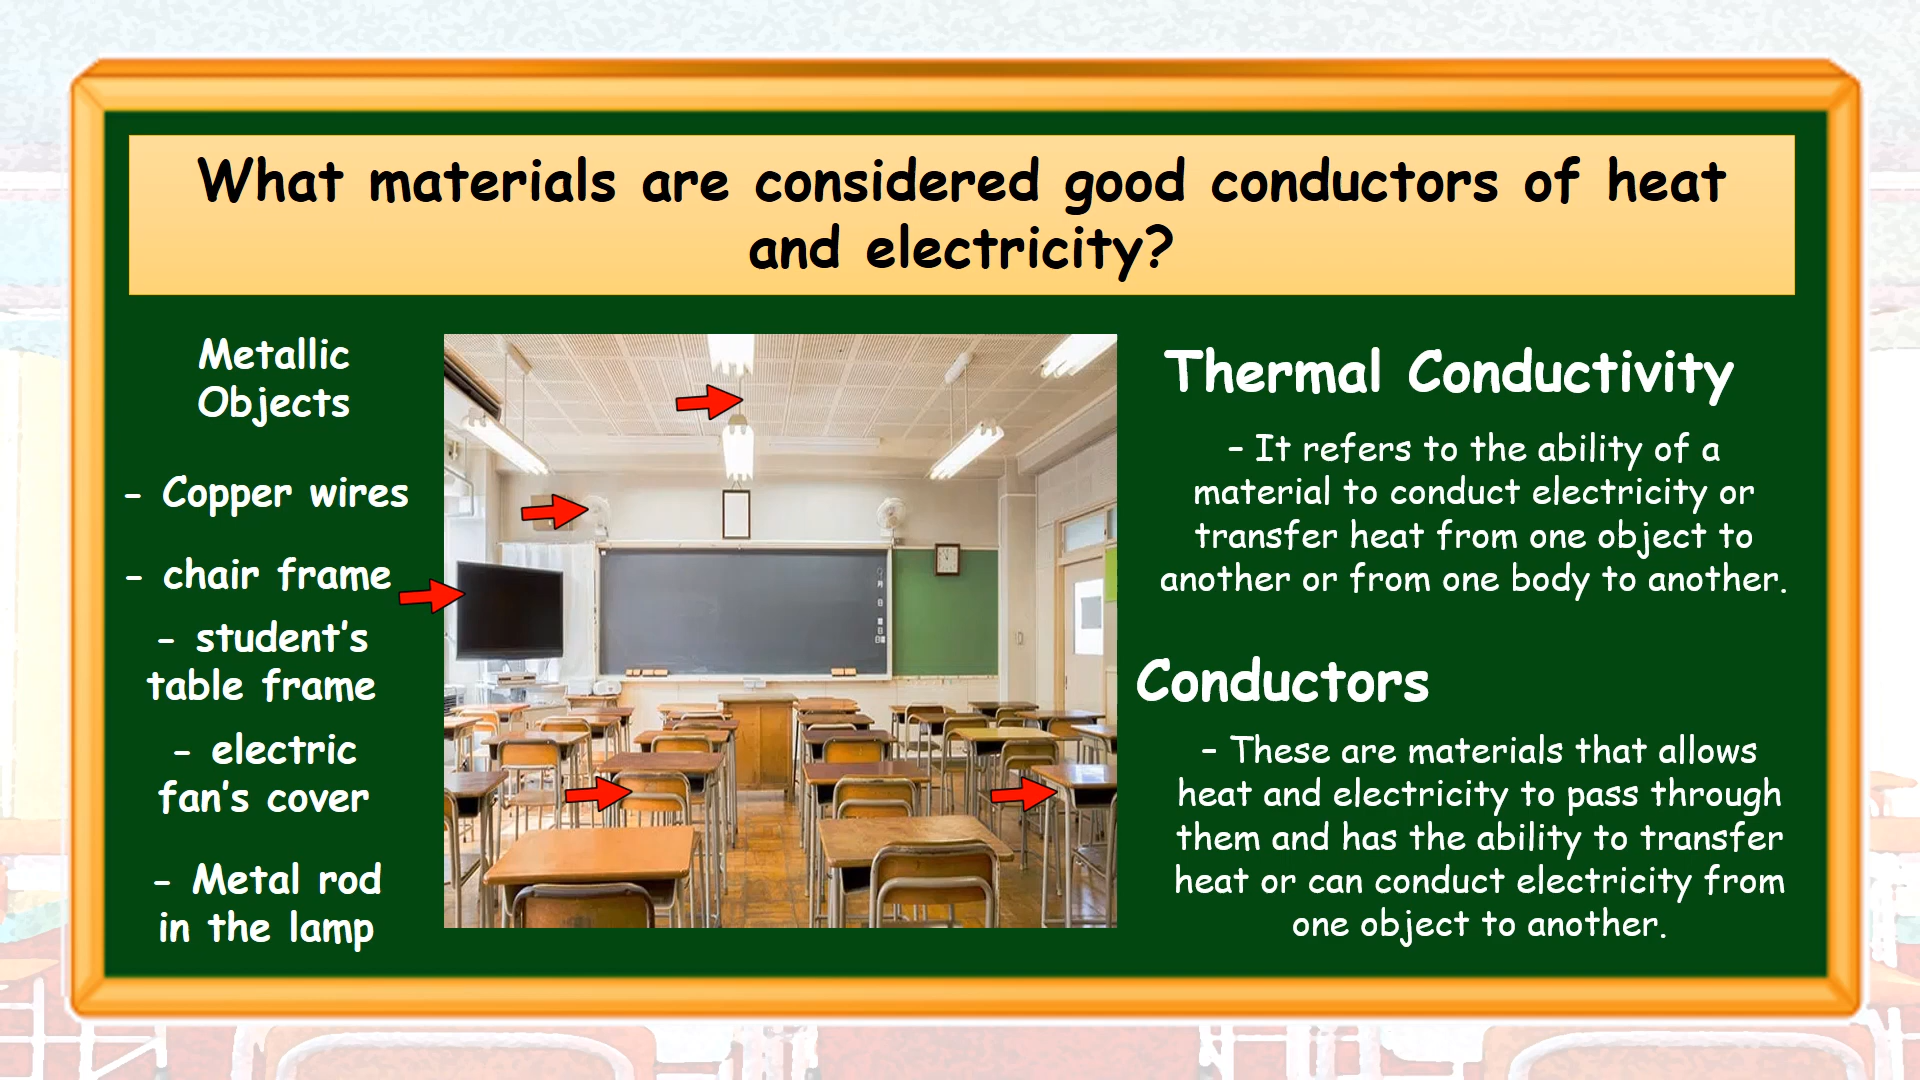 What materials are considered good conductors of heat
and electricity?
Metallic
Objects
- Copper wires
- chair frame
- student's
table frame
- electric
fan's cover
- Metal rod
in the lamp
Thermal Conductivity
– It refers to the ability of a
material to conduct electricity or
transfer heat from one object to
another or from one body to another.
Conductors
– These are materials that allows
heat and electricity to pass through
them and has the ability to transfer
heat or can conduct electricity from
one object to another.